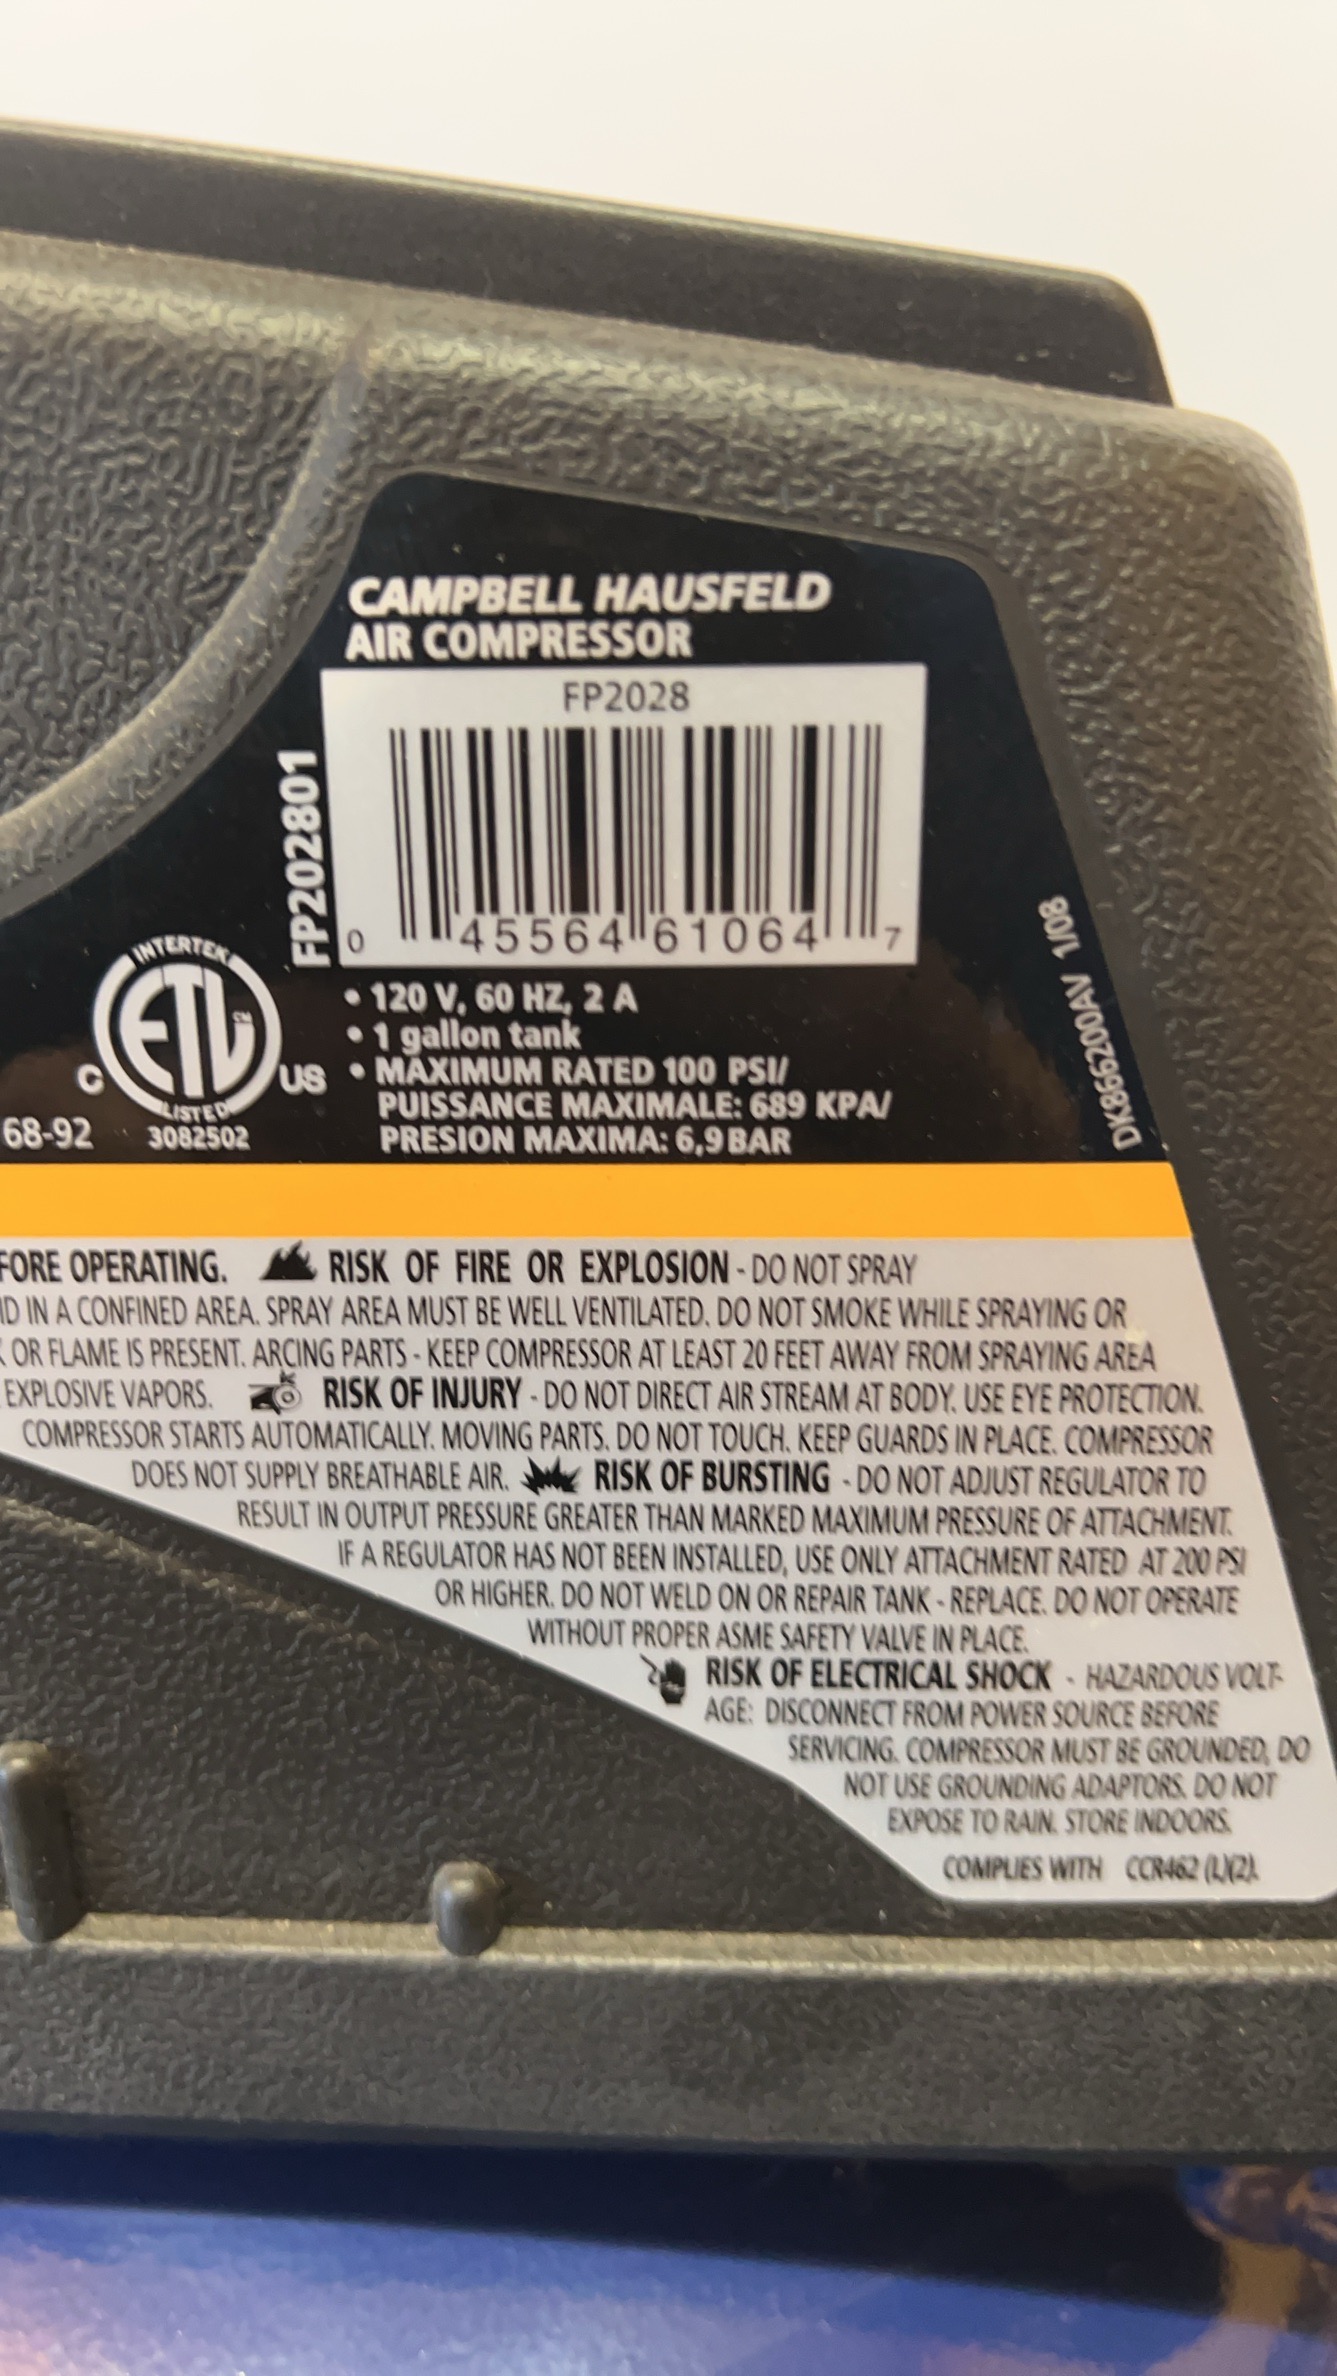 CAMPBELL HAUSFELD
AIR COMPRESSOR
FP2028
FP202801
0 45564 61064 7
DK866200AV 1/08
INTERTEK
ETL CM
C US
LISTED
68-92 3082502
• 120 V, 60 HZ, 2 A
• 1 gallon tank
• MAXIMUM RATED 100 PSI/
PUISSANCE MAXIMALE: 689 KPA/
PRESION MAXIMA: 6,9 BAR
FORE OPERATING. RISK OF FIRE OR EXPLOSION - DO NOT SPRAY
ID IN A CONFINED AREA. SPRAY AREA MUST BE WELL VENTILATED. DO NOT SMOKE WHILE SPRAYING OR
K OR FLAME IS PRESENT. ARCING PARTS - KEEP COMPRESSOR AT LEAST 20 FEET AWAY FROM SPRAYING AREA
EXPLOSIVE VAPORS. RISK OF INJURY - DO NOT DIRECT AIR STREAM AT BODY. USE EYE PROTECTION.
COMPRESSOR STARTS AUTOMATICALLY. MOVING PARTS. DO NOT TOUCH. KEEP GUARDS IN PLACE. COMPRESSOR
DOES NOT SUPPLY BREATHABLE AIR. RISK OF BURSTING - DO NOT ADJUST REGULATOR TO
RESULT IN OUTPUT PRESSURE GREATER THAN MARKED MAXIMUM PRESSURE OF ATTACHMENT.
IF A REGULATOR HAS NOT BEEN INSTALLED, USE ONLY ATTACHMENT RATED AT 200 PSI
OR HIGHER. DO NOT WELD ON OR REPAIR TANK - REPLACE. DO NOT OPERATE
WITHOUT PROPER ASME SAFETY VALVE IN PLACE.
RISK OF ELECTRICAL SHOCK - HAZARDOUS VOLT-
AGE: DISCONNECT FROM POWER SOURCE BEFORE
SERVICING. COMPRESSOR MUST BE GROUNDED, DO
NOT USE GROUNDING ADAPTORS. DO NOT
EXPOSE TO RAIN. STORE INDOORS.
COMPLIES WITH CCR462 (L)(2).